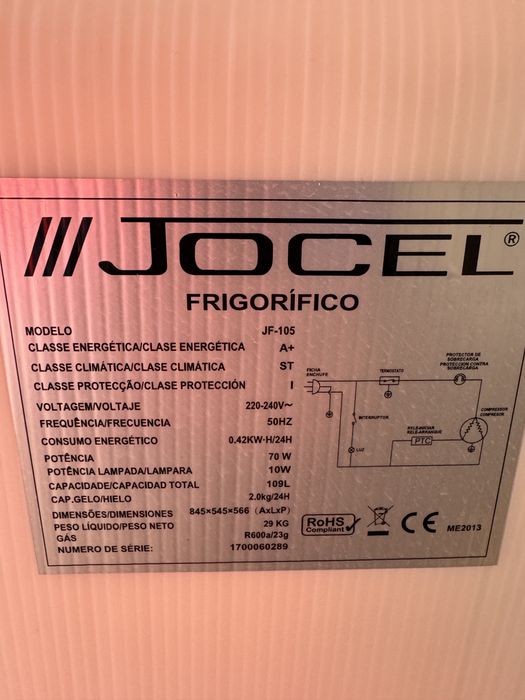 JOCEL®
FRIGORÍFICO
MODELO JF-105
CLASSE ENERGÉTICA/CLASE ENERGÉTICA A+
CLASSE CLIMÁTICA/CLASE CLIMÁTICA ST
CLASSE PROTECÇÃO/CLASE PROTECCIÓN I
VOLTAGEM/VOLTAJE 220-240V~
FREQUÊNCIA/FRECUENCIA 50HZ
CONSUMO ENERGÉTICO 0.42KW·H/24H
POTÊNCIA 70 W
POTÊNCIA LAMPADA/LAMPARA 10W
CAPACIDADE/CAPACIDAD TOTAL 109L
CAP.GELO/HIELO 2.0kg/24H
DIMENSÕES/DIMENSIONES 845×545×566 (AxLxP)
PESO LÍQUIDO/PESO NETO 29 KG
GÁS R600a/23g
NUMERO DE SÉRIE: 1700060289
FICHA
ENCHUFE
TERMOSTATO
PROTECTOR DE
SOBRECARGA
PROTECCIÓN CONTRA
SOBRECARGA
INTERRUPTOR
LUZ
RELE-INICIAR
RELE-ARRANQUE
PTC
COMPRESSOR
COMPRESOR
RoHS
Compliant
CE
ME2013